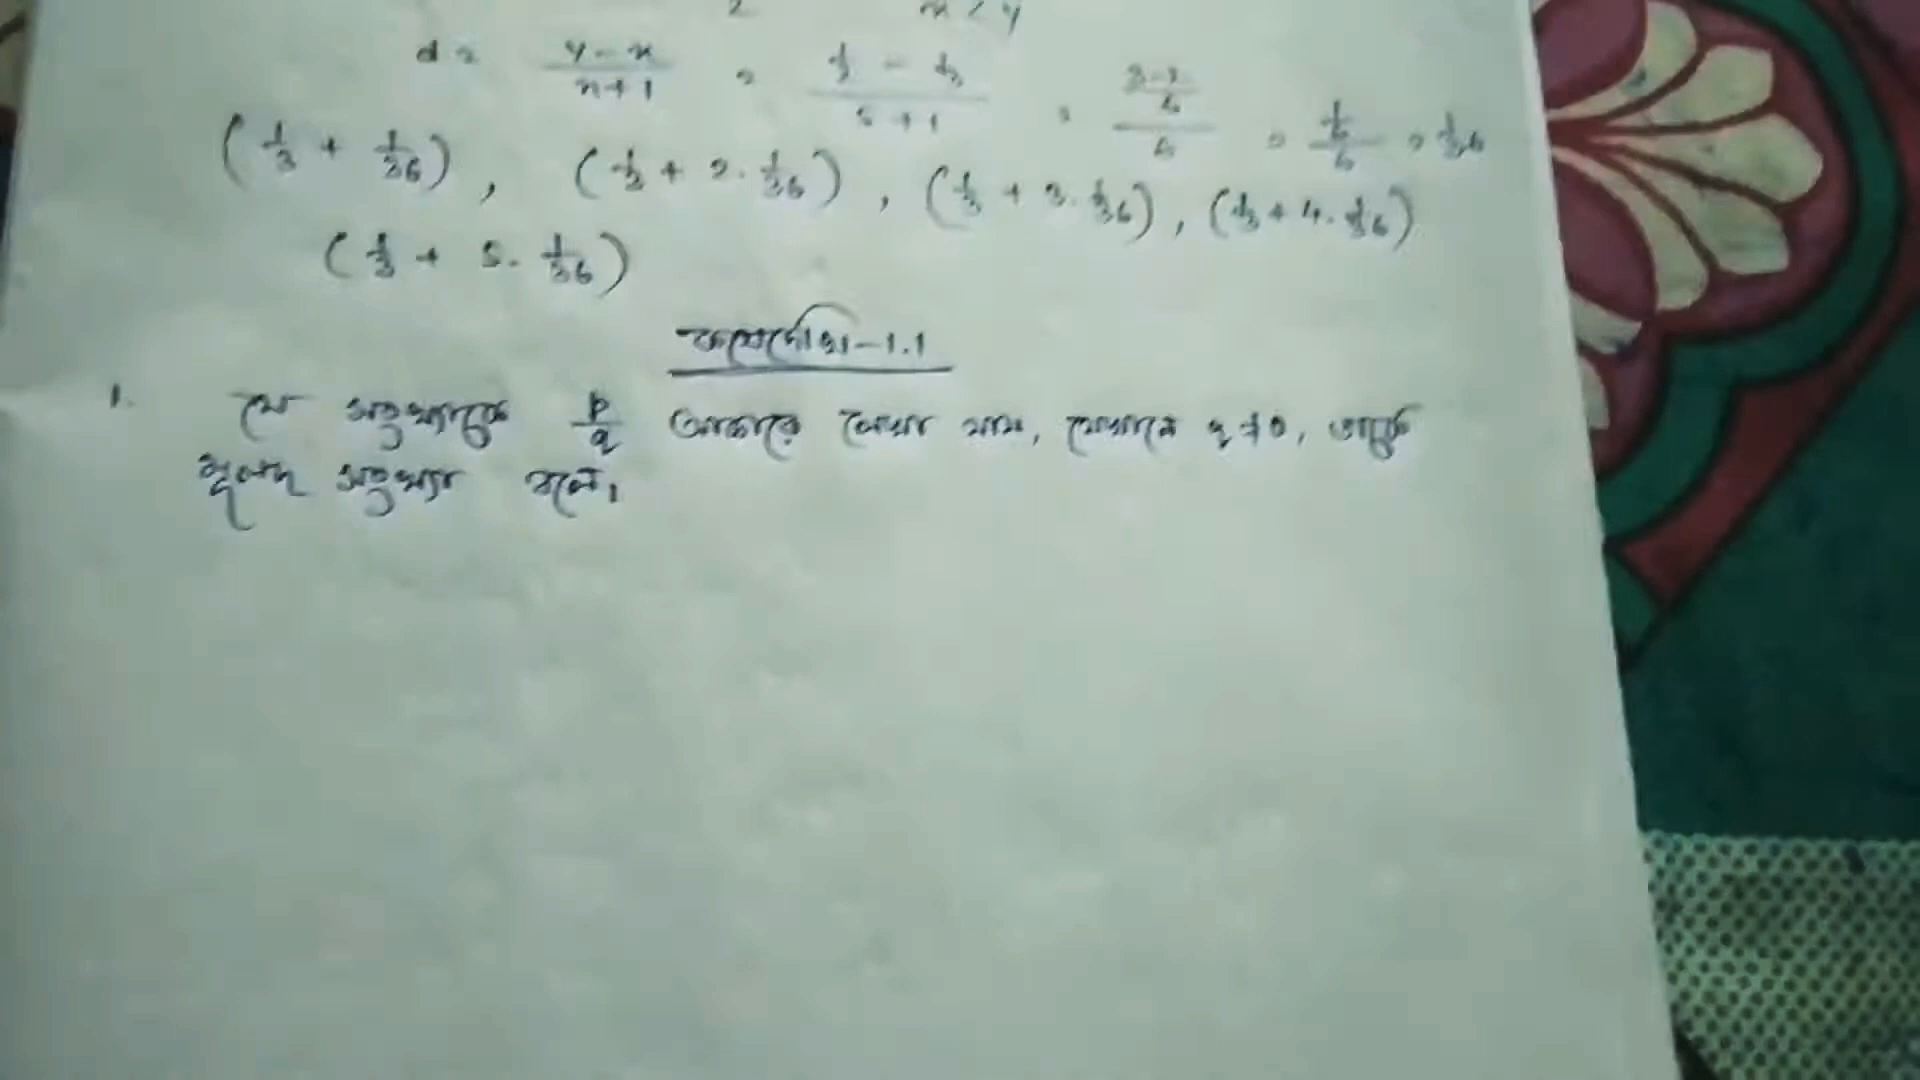 x < y
d = (y - x)/(n + 1) = (1/2 - 1/3)/(5 + 1) = ((3 - 2)/6)/6 = (1/6)/6 = 1/36
(1/3 + 1/36), (1/3 + 2. 1/36), (1/3 + 3. 1/36), (1/3 + 4. 1/36)
(1/3 + 5. 1/36)
কষে দেখি - 1.1
1. যে সংখ্যাকে p/q আকারে লেখা যায়, যেখানে q ≠ 0, তাকে
মূলদ সংখ্যা বলে।